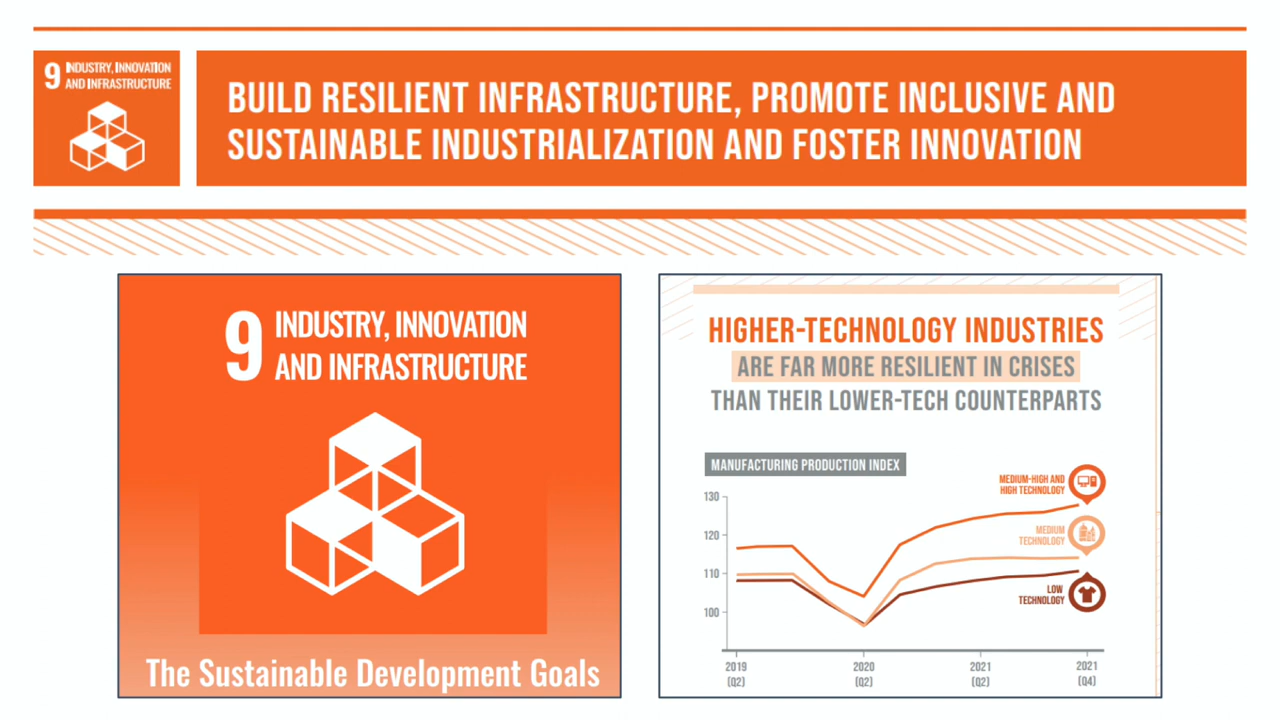 9 INDUSTRY, INNOVATION
AND INFRASTRUCTURE
BUILD RESILIENT INFRASTRUCTURE, PROMOTE INCLUSIVE AND
SUSTAINABLE INDUSTRIALIZATION AND FOSTER INNOVATION
9 INDUSTRY, INNOVATION
AND INFRASTRUCTURE
The Sustainable Development Goals
HIGHER-TECHNOLOGY INDUSTRIES
ARE FAR MORE RESILIENT IN CRISES
THAN THEIR LOWER-TECH COUNTERPARTS
MANUFACTURING PRODUCTION INDEX
MEDIUM-HIGH AND
HIGH TECHNOLOGY
MEDIUM
TECHNOLOGY
LOW
TECHNOLOGY
130
120
110
100
2019 2020 2021 2021
(Q2) (Q2) (Q2) (Q4)